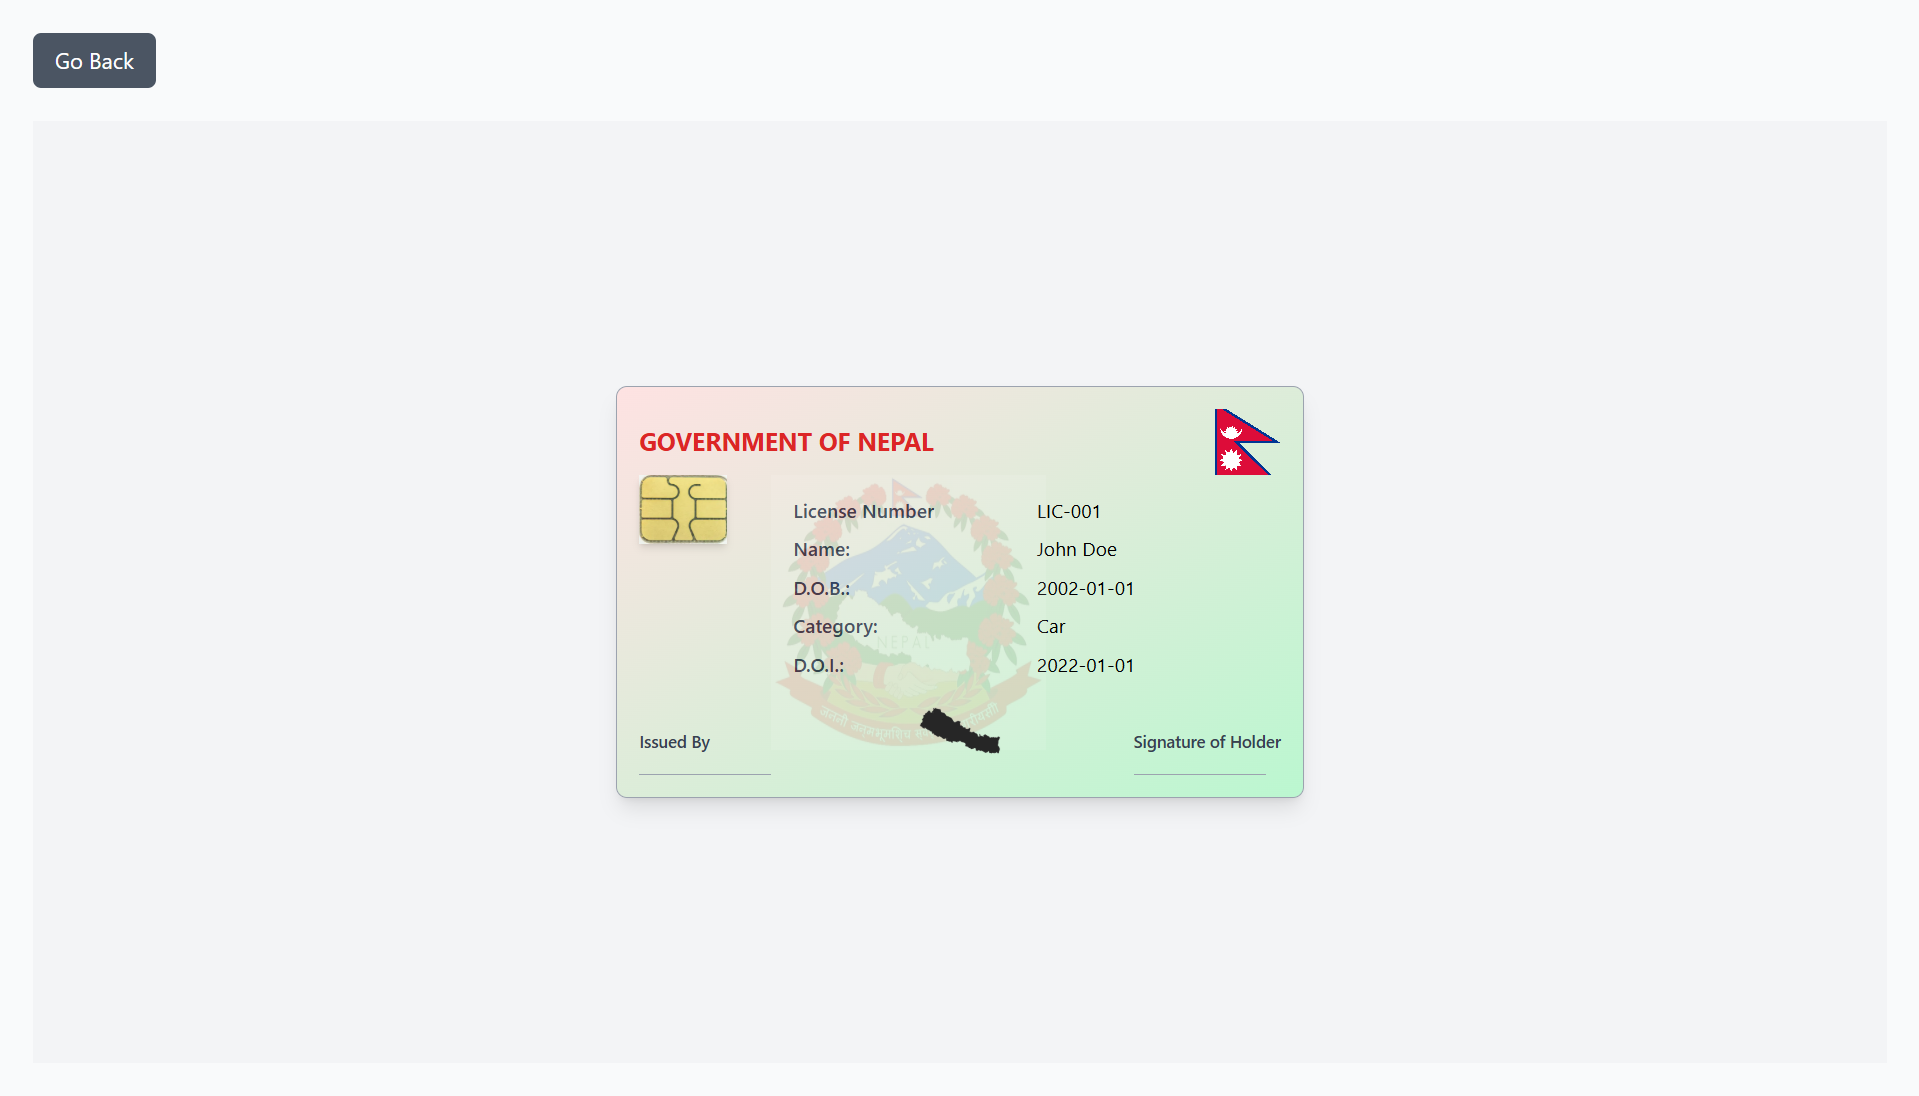 Go Back
GOVERNMENT OF NEPAL
License Number LIC-001
Name: John Doe
D.O.B.: 2002-01-01
Category: Car
D.O.I.: 2022-01-01
NEPAL
Issued By
Signature of Holder